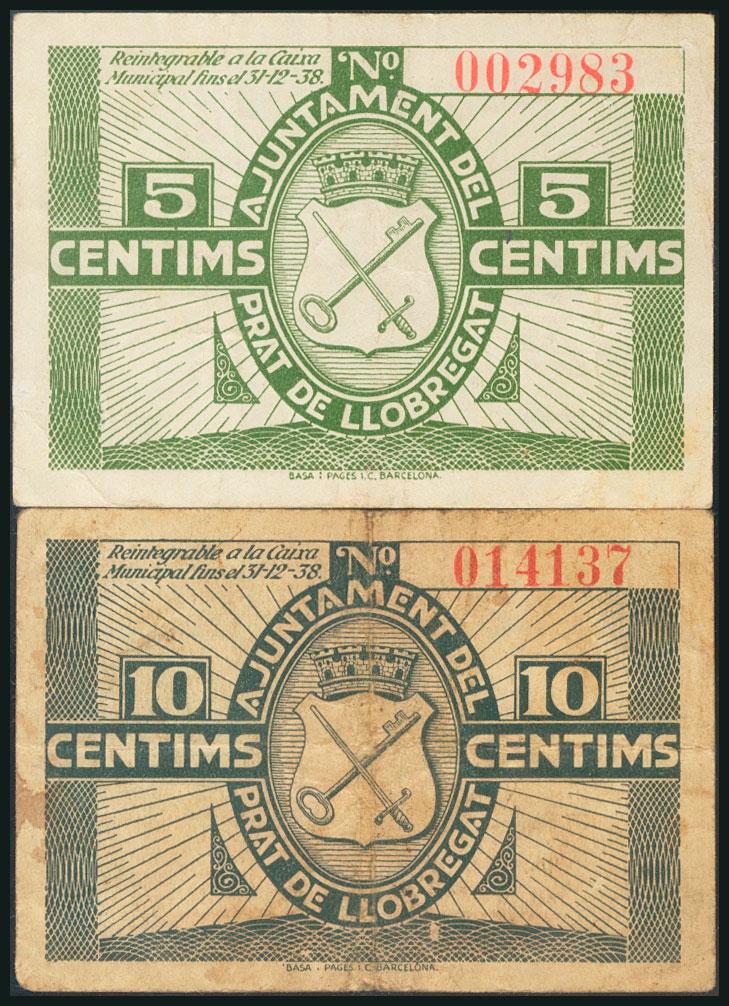 Reintegrable a la Caixa
Municipal fins el 31-12-38.
Nº 002983
AJUNTAMENT DEL
5 5
CENTIMS CENTIMS
PRAT DE LLOBREGAT
BASA : PAGÉS I. C. BARCELONA.
Reintegrable a la Caixa
Municipal fins el 31-12-38.
Nº 014137
AJUNTAMENT DEL
10 10
CENTIMS CENTIMS
PRAT DE LLOBREGAT
BASA : PAGÉS I. C. BARCELONA.